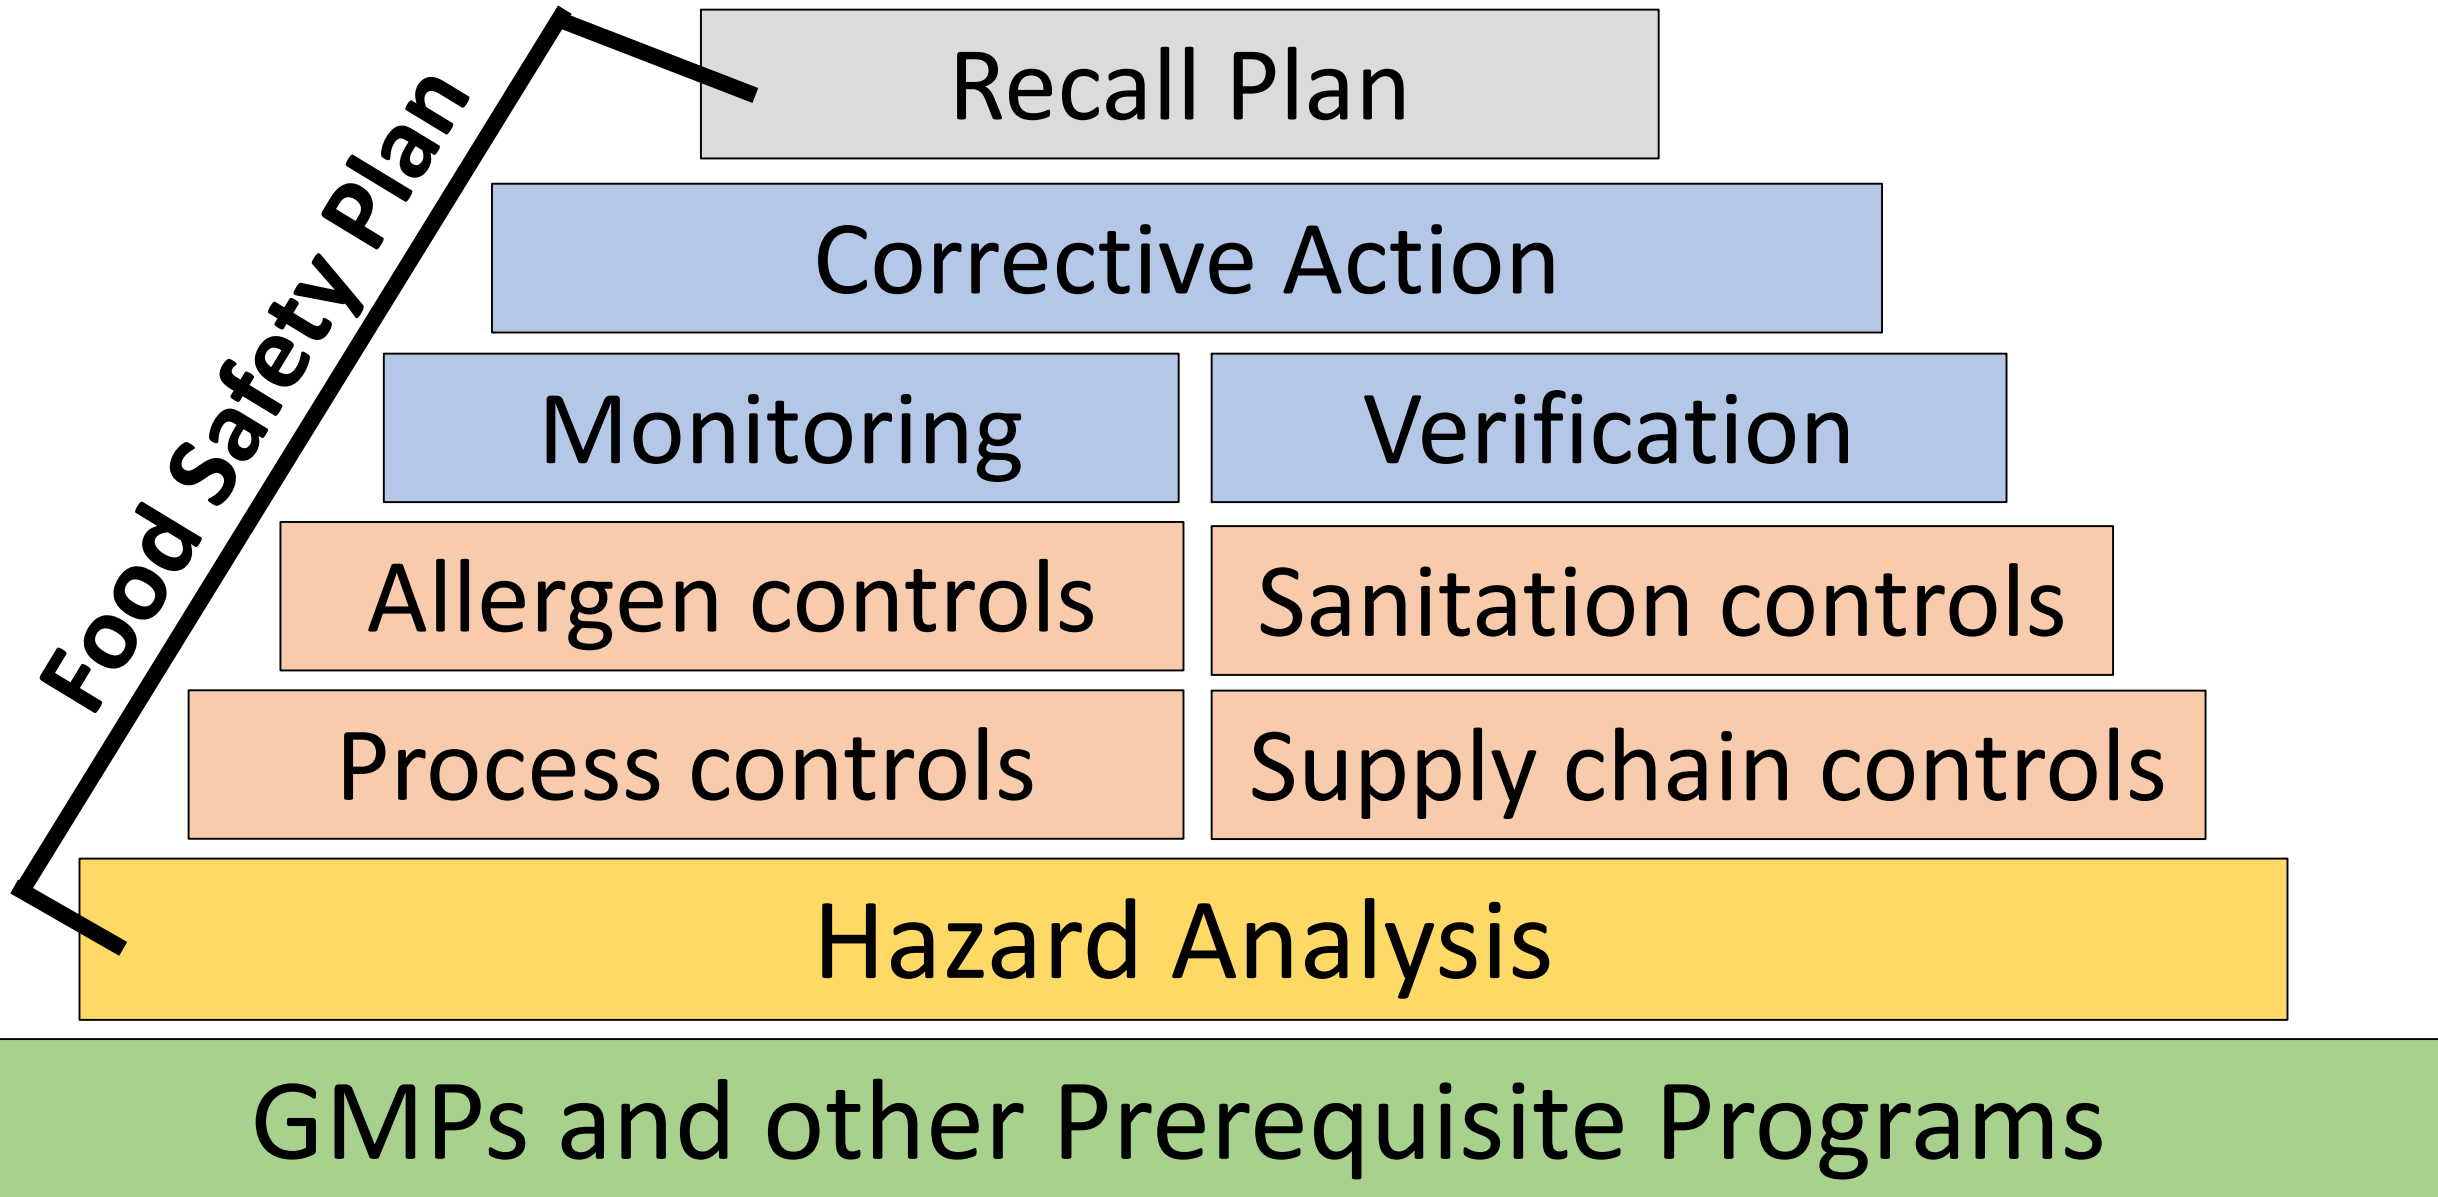 Food Safety Plan
Recall Plan
Corrective Action
Monitoring
Verification
Allergen controls
Sanitation controls
Process controls
Supply chain controls
Hazard Analysis
GMPs and other Prerequisite Programs